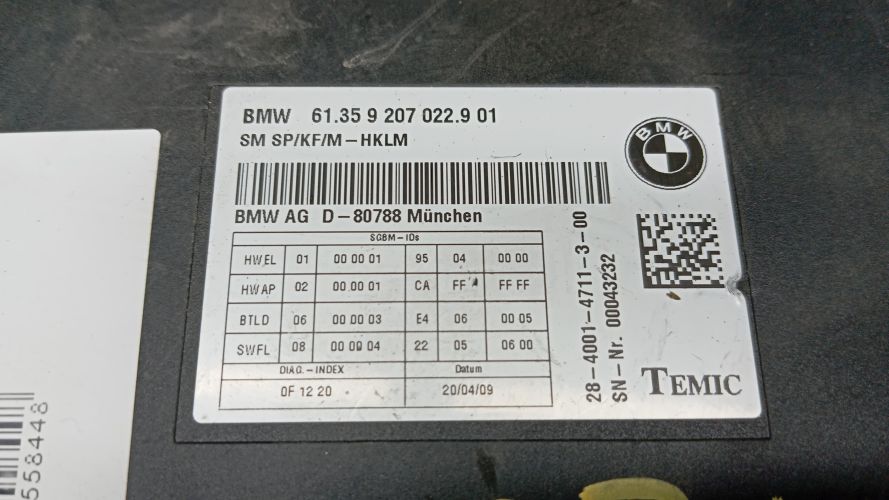 BMW 61.35 9 207 022.9 01
SM SP/KF/M-HKLM
BMW
BMW AG D-80788 München
SGBM-IDs
HWEL 01 00 00 01 95 04 00 00
HWAP 02 00 00 01 CA FF FF FF
BTLD 06 00 00 03 E4 06 00 05
SWFL 08 00 00 04 22 05 06 00
DIAG.-INDEX Datum
0F 12 20 20/04/09
28-4001-4711-3-00
SN-Nr. 00043232
TEMIC
558448